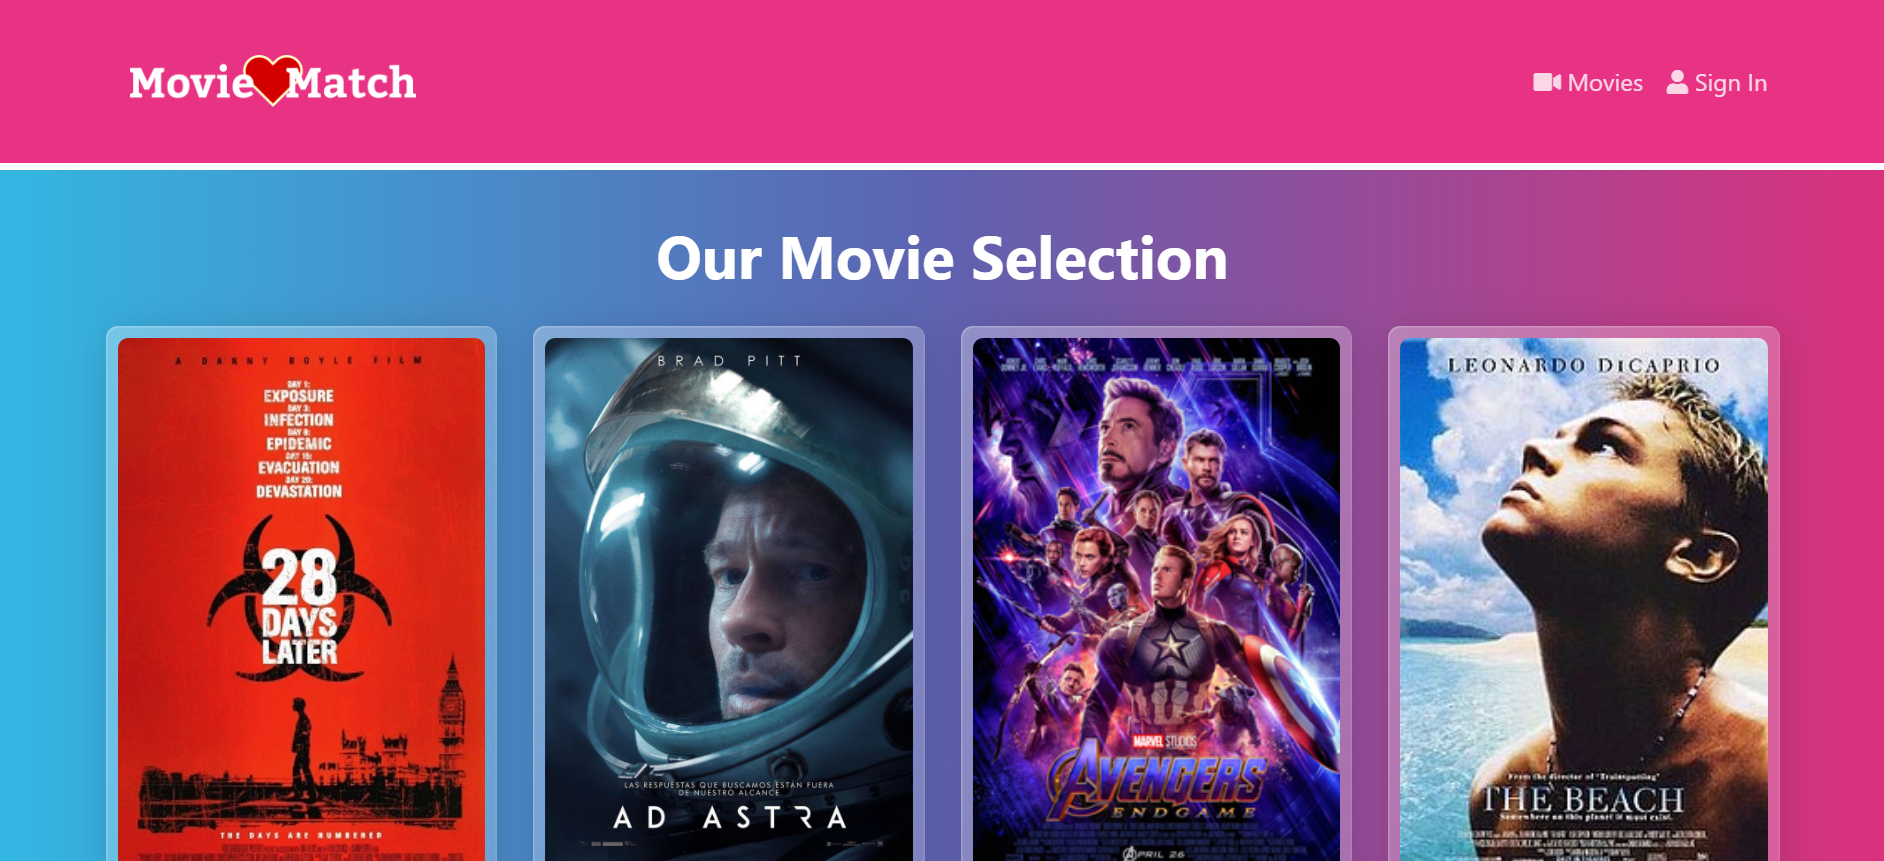 Movie Match
Movies
Sign In
Our Movie Selection
A DANNY BOYLE FILM
DAY 1:
EXPOSURE
DAY 3:
INFECTION
DAY 8:
EPIDEMIC
DAY 15:
EVACUATION
DAY 20:
DEVASTATION
28
DAYS
LATER
THE DAYS ARE NUMBERED
BRAD PITT
LAS RESPUESTAS QUE BUSCAMOS ESTÁN FUERA
DE NUESTRO ALCANCE
AD ASTRA
MARVEL STUDIOS
AVENGERS
ENDGAME
APRIL 26
LEONARDO DiCAPRIO
From the director of "Trainspotting"
THE BEACH
Somewhere on this planet it must exist.